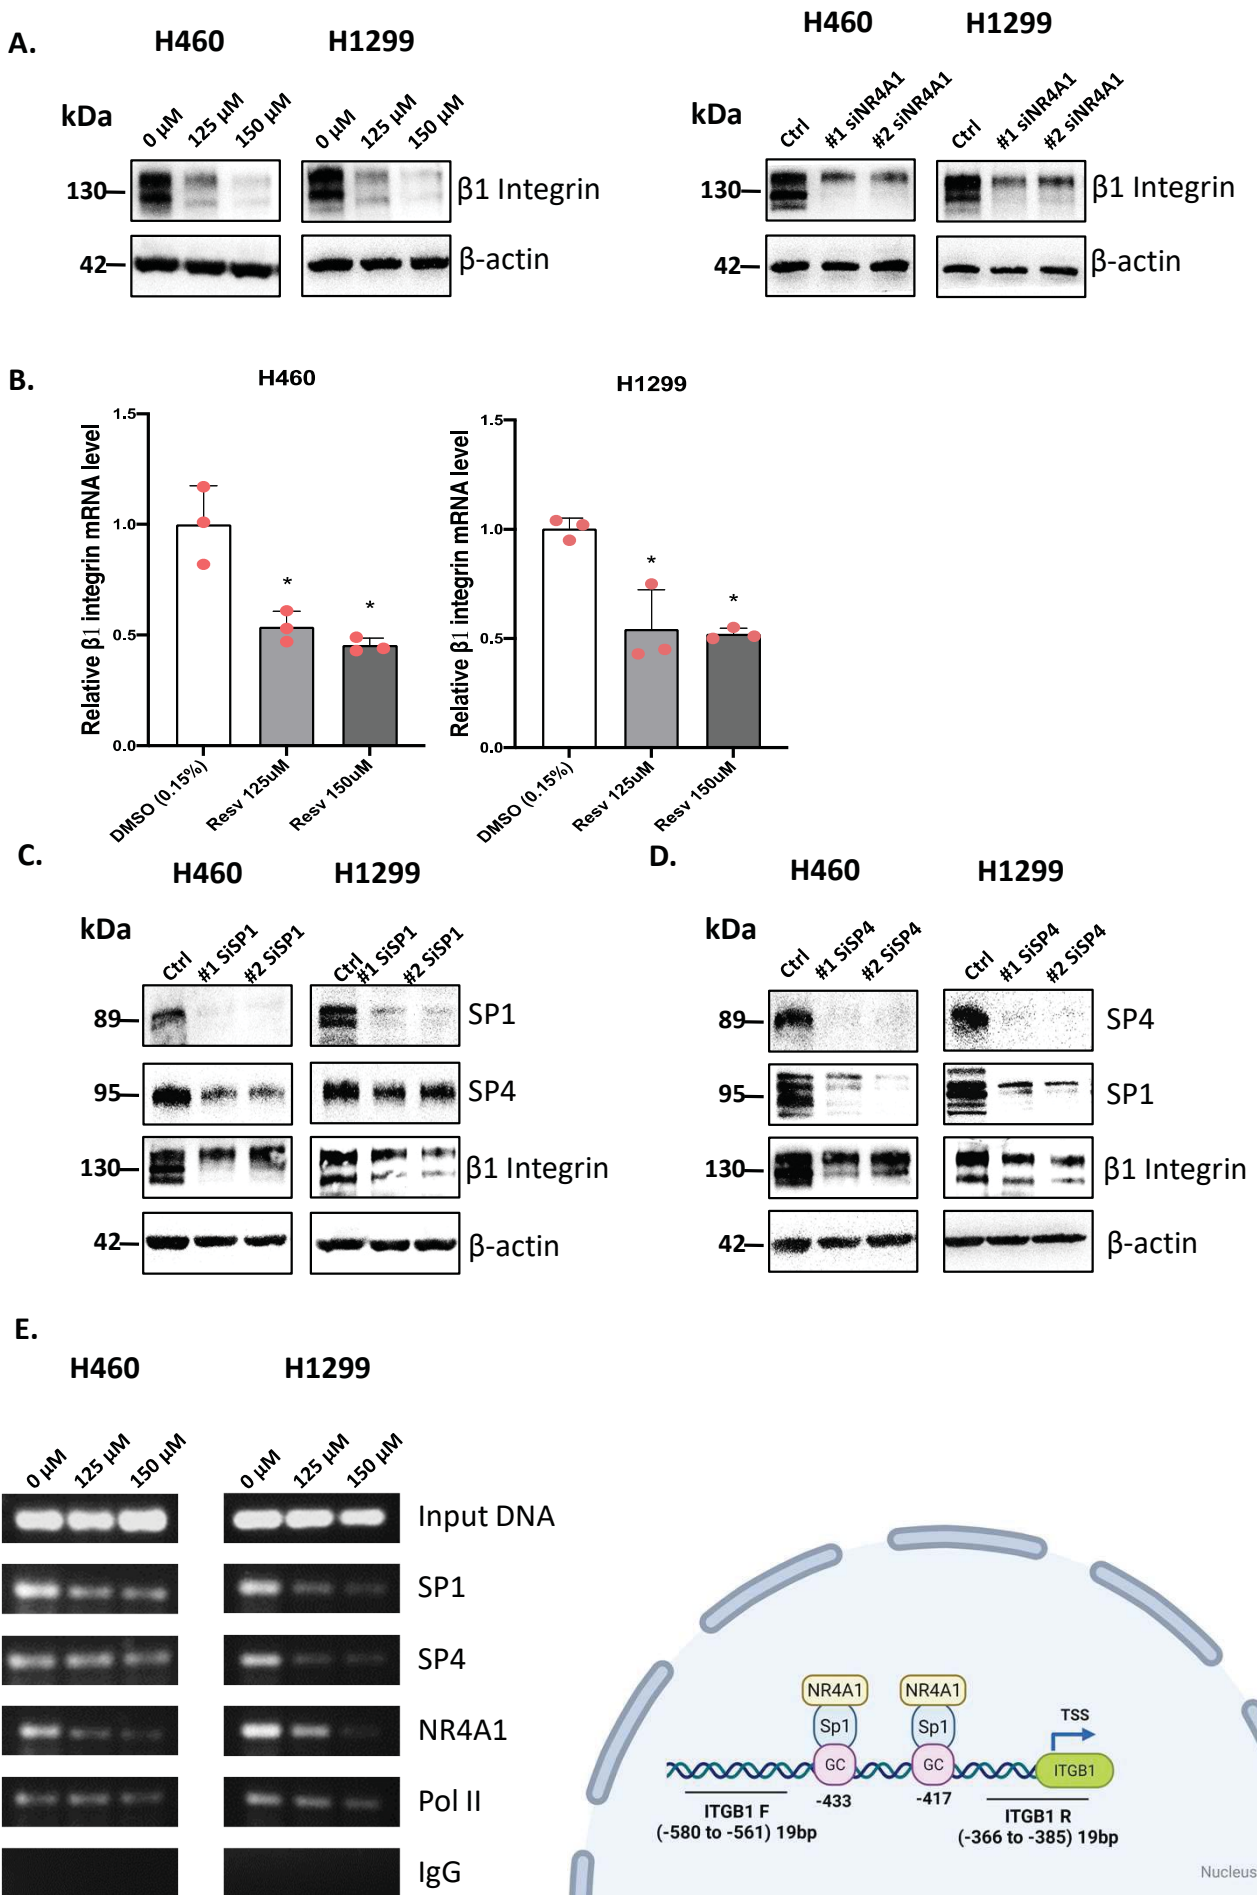 A.
H460
H1299
kDa
0 µM
125 µM
150 µM
0 µM
125 µM
150 µM
130
β1 Integrin
42
β-actin
H460
H1299
kDa
Ctrl
#1 siNR4A1
#2 siNR4A1
Ctrl
#1 siNR4A1
#2 siNR4A1
130
β1 Integrin
42
β-actin
B.
H460
Relative β1 integrin mRNA level
1.5
1.0
0.5
0.0
*
*
DMSO (0.15%)
Resv 125uM
Resv 150uM
H1299
Relative β1 integrin mRNA level
1.5
1.0
0.5
0.0
*
*
DMSO (0.15%)
Resv 125uM
Resv 150uM
C.
H460
H1299
kDa
Ctrl
#1 SiSP1
#2 SiSP1
Ctrl
#1 SiSP1
#2 SiSP1
89
SP1
95
SP4
130
β1 Integrin
42
β-actin
D.
H460
H1299
kDa
Ctrl
#1 SiSP4
#2 SiSP4
Ctrl
#1 SiSP4
#2 SiSP4
89
SP4
95
SP1
130
β1 Integrin
42
β-actin
E.
H460
H1299
0 µM
125 µM
150 µM
0 µM
125 µM
150 µM
Input DNA
SP1
SP4
NR4A1
Pol II
IgG
NR4A1
NR4A1
Sp1
Sp1
GC
GC
TSS
ITGB1
-433
-417
ITGB1 F
(-580 to -561) 19bp
ITGB1 R
(-366 to -385) 19bp
Nucleus